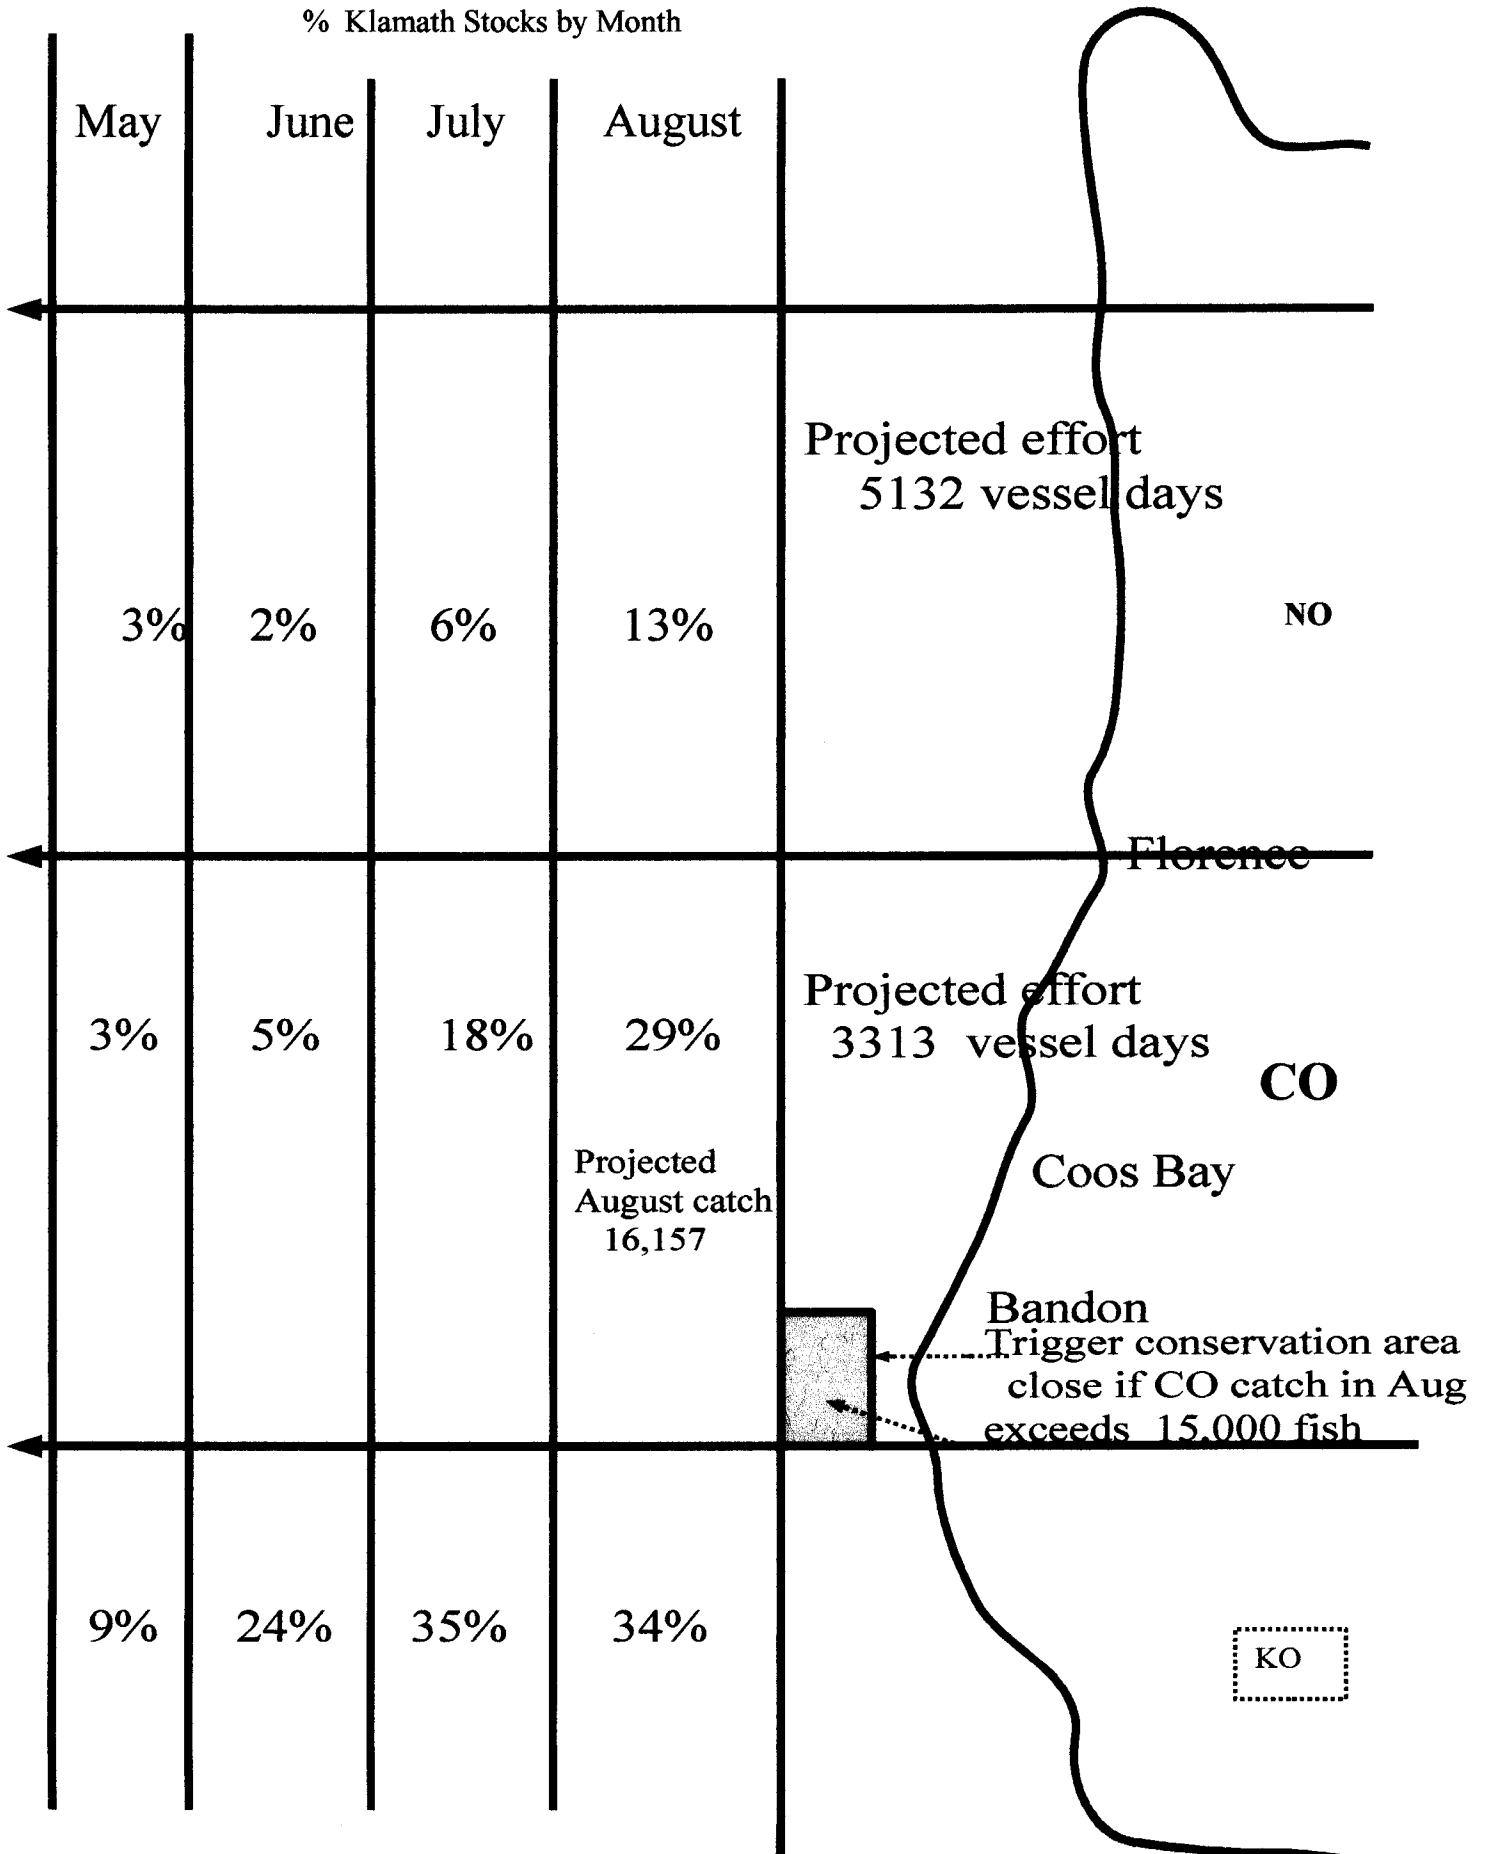 % Klamath Stocks by Month
May June July August
Projected effort
5132 vessel days
3% 2% 6% 13%
NO
Florence
Projected effort
3313 vessel days
3% 5% 18% 29%
CO
Projected
August catch
16,157
Coos Bay
Bandon
Trigger conservation area
close if CO catch in Aug
exceeds 15,000 fish
9% 24% 35% 34%
KO